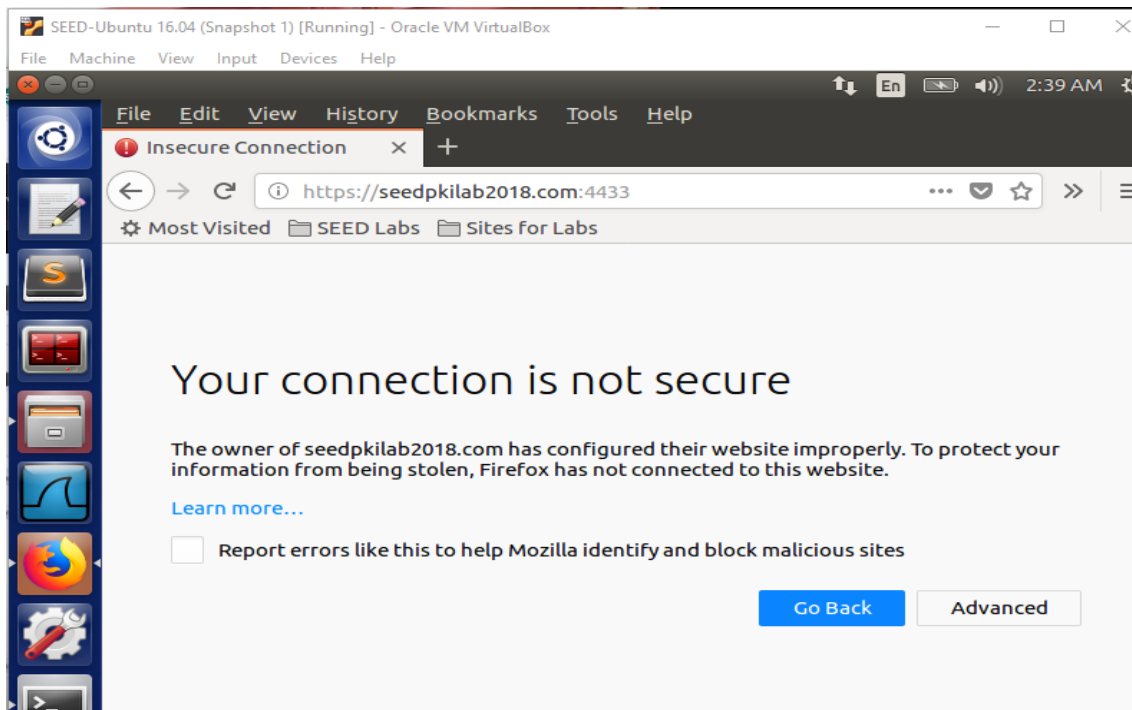 SEED-Ubuntu 16.04 (Snapshot 1) [Running] - Oracle VM VirtualBox
File Machine View Input Devices Help
En 2:39 AM
File Edit View History Bookmarks Tools Help
Insecure Connection
https://seedpkilab2018.com:4433
Most Visited SEED Labs Sites for Labs
Your connection is not secure
The owner of seedpkilab2018.com has configured their website improperly. To protect your
information from being stolen, Firefox has not connected to this website.
Learn more...
Report errors like this to help Mozilla identify and block malicious sites
Go Back Advanced